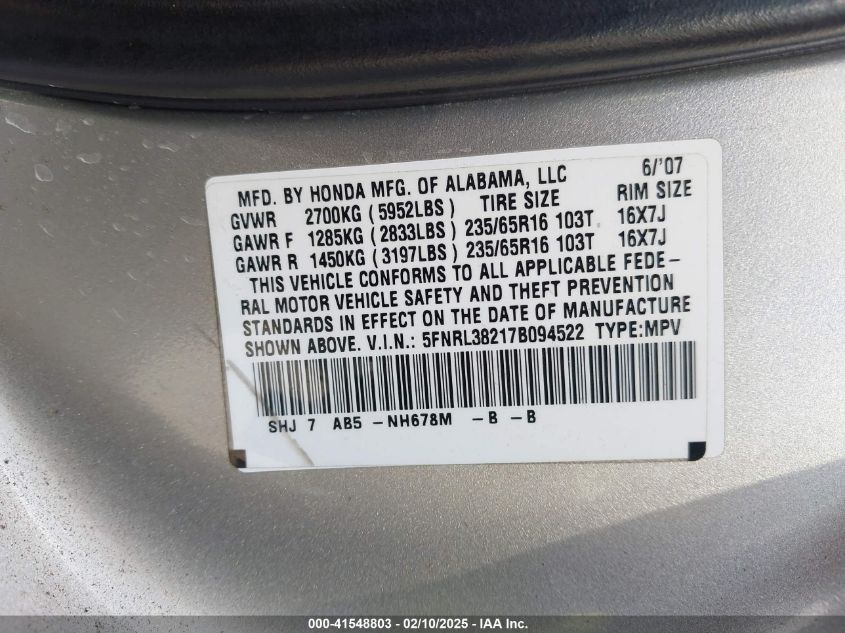 MFD. BY HONDA MFG. OF ALABAMA, LLC 6/'07
GVWR 2700KG (5952LBS) TIRE SIZE RIM SIZE
GAWR F 1285KG (2833LBS) 235/65R16 103T 16X7J
GAWR R 1450KG (3197LBS) 235/65R16 103T 16X7J
THIS VEHICLE CONFORMS TO ALL APPLICABLE FEDE-
RAL MOTOR VEHICLE SAFETY AND THEFT PREVENTION
STANDARDS IN EFFECT ON THE DATE OF MANUFACTURE
SHOWN ABOVE. V.I.N.: 5FNRL38217B094522 TYPE:MPV
SHJ 7 AB5 -NH678M -B -B
000-41548803 - 02/10/2025 - IAA Inc.